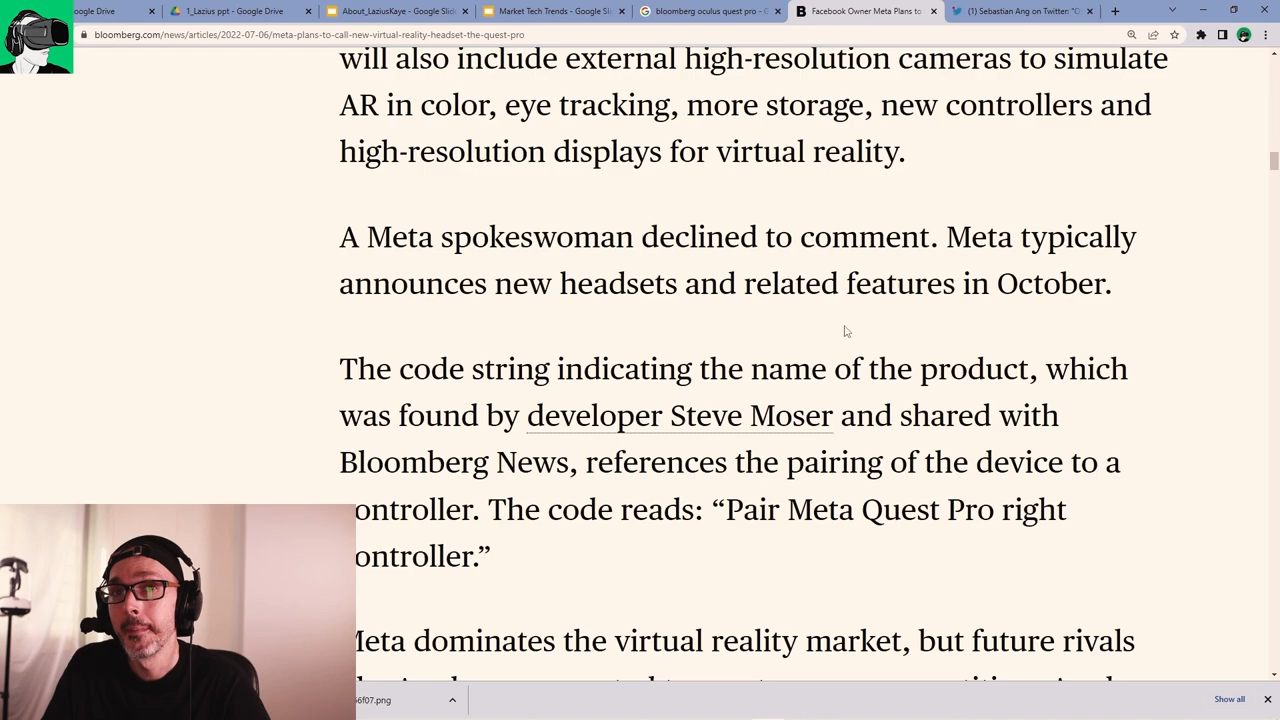 Google Drive
1_Lazius ppt - Google Drive
About_LaziusKaye - Google Slide
Market Tech Trends - Google Sl
bloomberg oculus quest pro - G
Facebook Owner Meta Plans to
(1) Sebastian Ang on Twitter: "C
bloomberg.com/news/articles/2022-07-06/meta-plans-to-call-new-virtual-reality-headset-the-quest-pro
will also include external high-resolution cameras to simulate
AR in color, eye tracking, more storage, new controllers and
high-resolution displays for virtual reality.
A Meta spokeswoman declined to comment. Meta typically
announces new headsets and related features in October.
The code string indicating the name of the product, which
was found by developer Steve Moser and shared with
Bloomberg News, references the pairing of the device to a
ontroller. The code reads: “Pair Meta Quest Pro right
ontroller.”
Meta dominates the virtual reality market, but future rivals
6f07.png
Show all